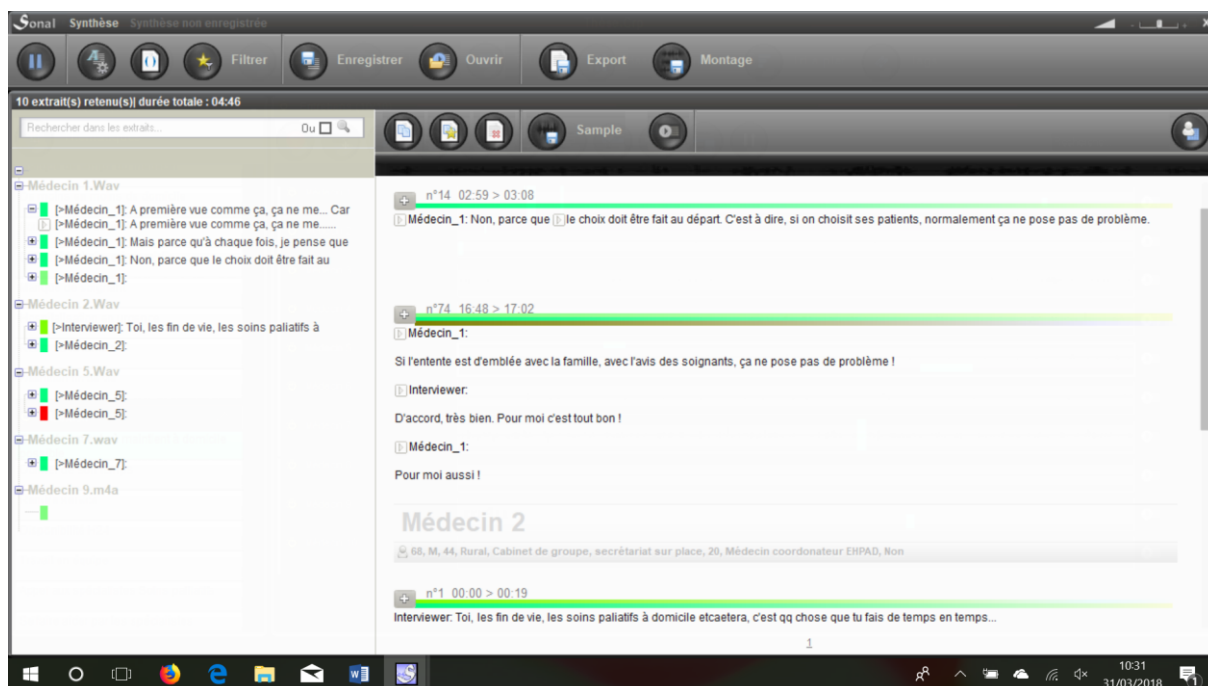 Sonal Synthèse Synthèse non enregistrée
Filtrer Enregistrer Ouvrir Export Montage
10 extrait(s) retenu(s)| durée totale : 04:46
Rechercher dans les extraits... Ou
Sample
Médecin 1.Wav
[>Médecin_1]: A première vue comme ça, ça ne me... Car
[>Médecin_1]: A première vue comme ça, ça ne me......
[>Médecin_1]: Mais parce qu'à chaque fois, je pense que
[>Médecin_1]: Non, parce que le choix doit être fait au
[>Médecin_1]:
Médecin 2.Wav
[>Interviewer]: Toi, les fin de vie, les soins paliatifs à
[>Médecin_2]:
Médecin 5.Wav
[>Médecin_5]:
[>Médecin_5]:
Médecin 7.wav
[>Médecin_7]:
Médecin 9.m4a
n°14 02:59 > 03:08
Médecin_1: Non, parce que le choix doit être fait au départ. C'est à dire, si on choisit ses patients, normalement ça ne pose pas de problème.
n°74 16:48 > 17:02
Médecin_1:
Si l'entente est d'emblée avec la famille, avec l'avis des soignants, ça ne pose pas de problème !
Interviewer:
D'accord, très bien. Pour moi c'est tout bon !
Médecin_1:
Pour moi aussi !
Médecin 2
68, M, 44, Rural, Cabinet de groupe, secrétariat sur place, 20, Médecin coordonateur EHPAD, Non
n°1 00:00 > 00:19
Interviewer: Toi, les fin de vie, les soins paliatifs à domicile etcaetera, c'est qq chose que tu fais de temps en temps...
1
10:31
31/03/2018